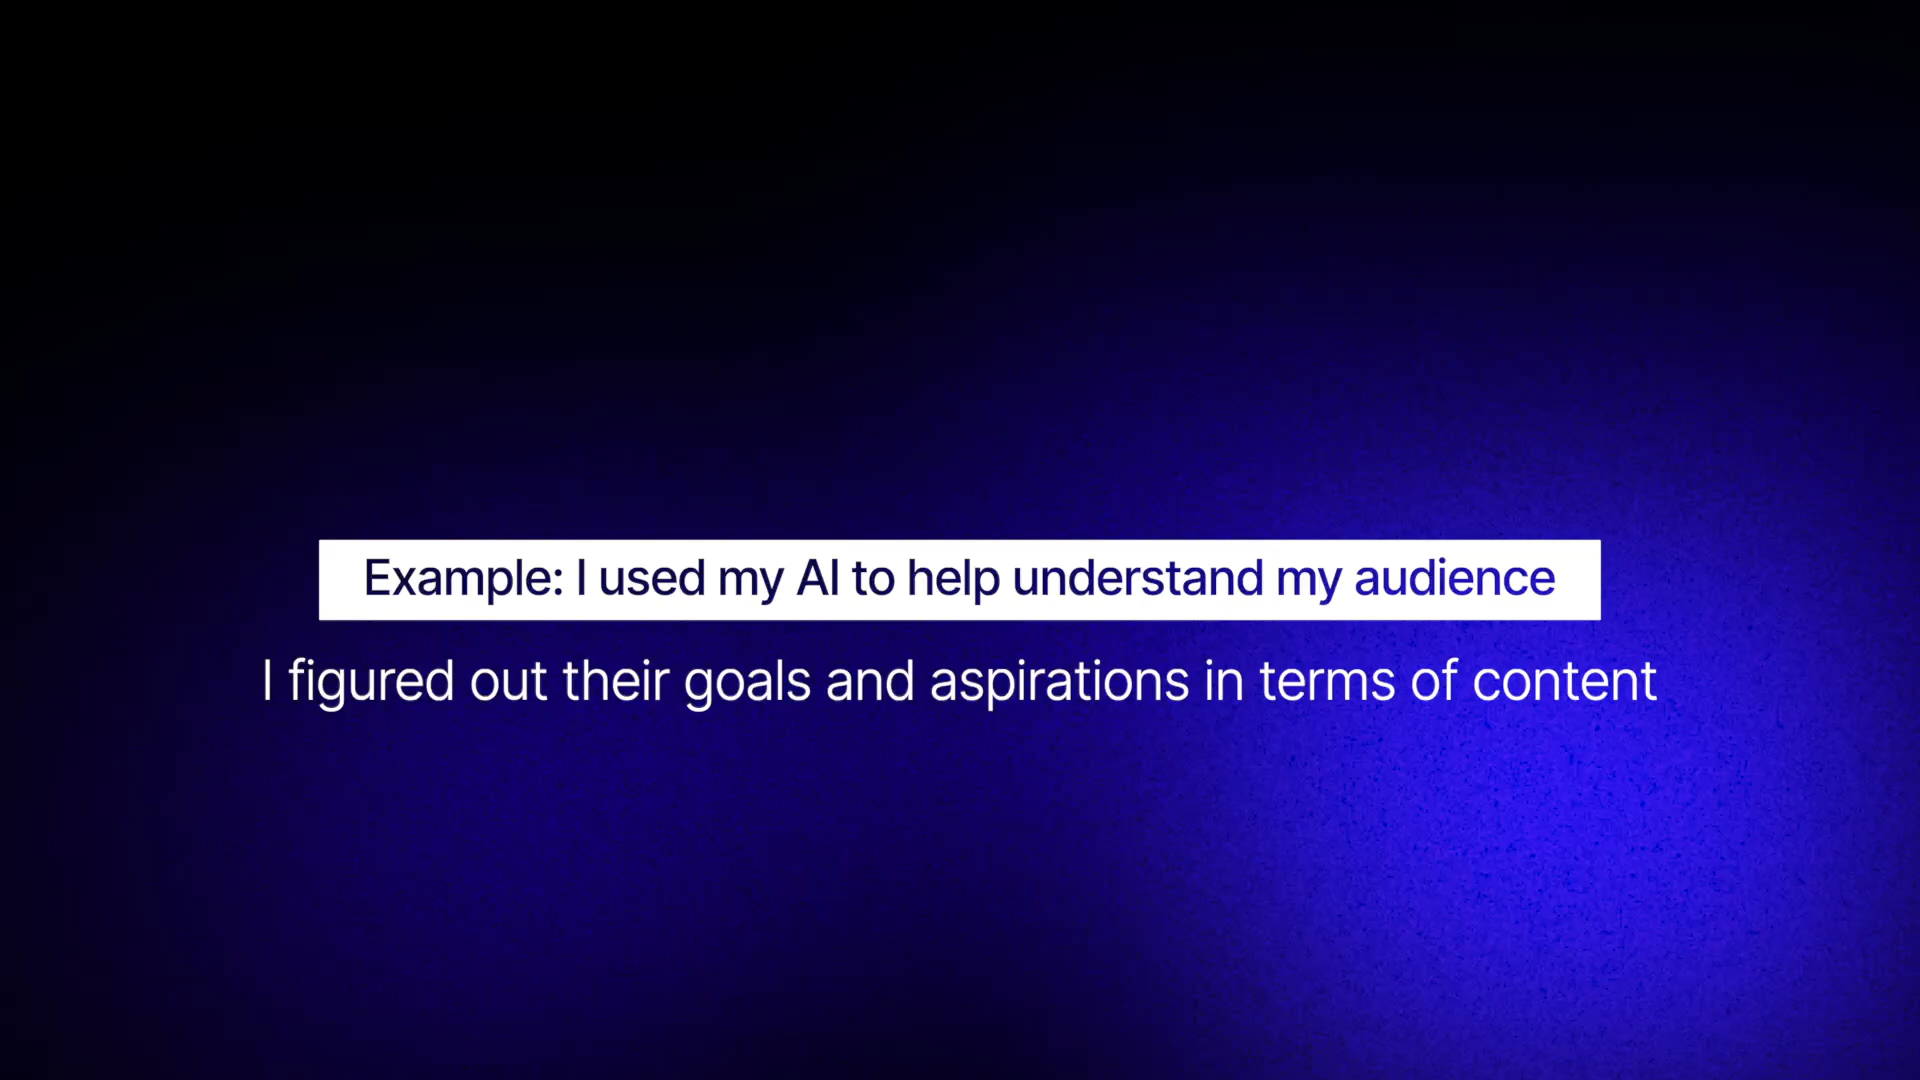 Example: I used my AI to help understand my audience
I figured out their goals and aspirations in terms of content